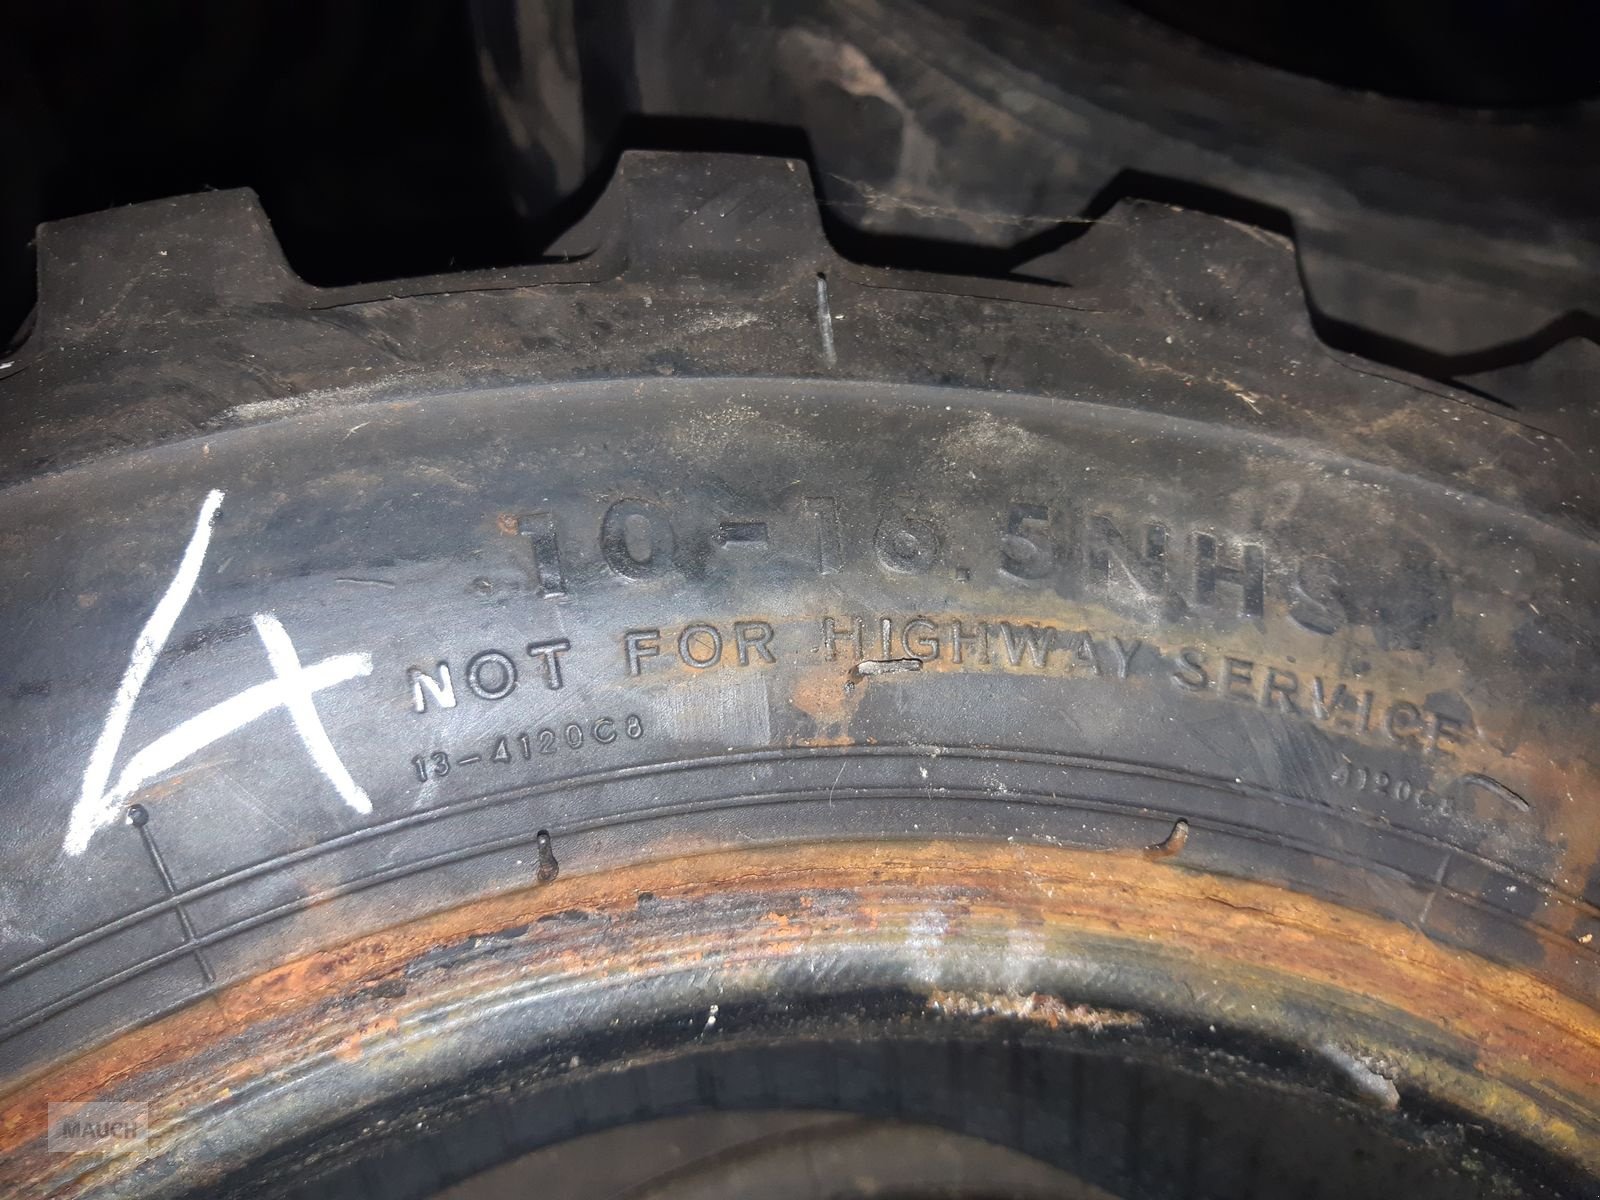 10-16.5NHS
4
NOT FOR HIGHWAY SERVICE
13-4120C8
MAUCH